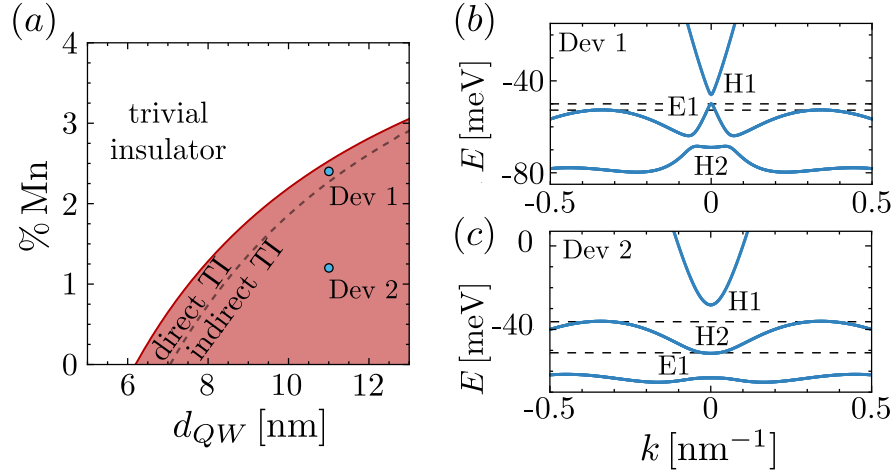 (a)
% Mn
4
3
2
1
0
trivial
insulator
direct TI
indirect TI
Dev 1
Dev 2
6
8
10
12
d_QW [nm]
(b)
Dev 1
E [meV]
-40
-80
H1
E1
H2
-0.5
0
0.5
(c)
Dev 2
E [meV]
0
-40
H1
H2
E1
-0.5
0
0.5
k [nm⁻¹]